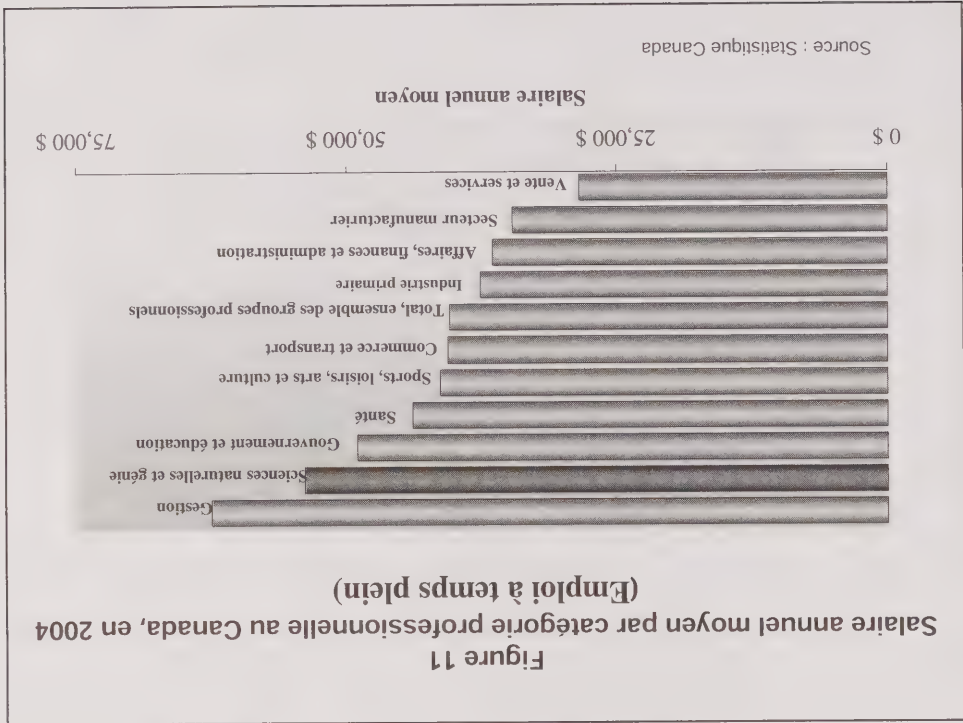 Figure 11
Salaire annuel moyen par catégorie professionnelle au Canada, en 2004
(Emploi à temps plein)
Gestion
Sciences naturelles et génie
Gouvernement et éducation
Santé
Sports, loisirs, arts et culture
Commerce et transport
Total, ensemble des groupes professionnels
Industrie primaire
Affaires, finances et administration
Secteur manufacturier
Vente et services
0 $ 25,000 $ 50,000 $ 75,000 $
Salaire annuel moyen
Source : Statistique Canada